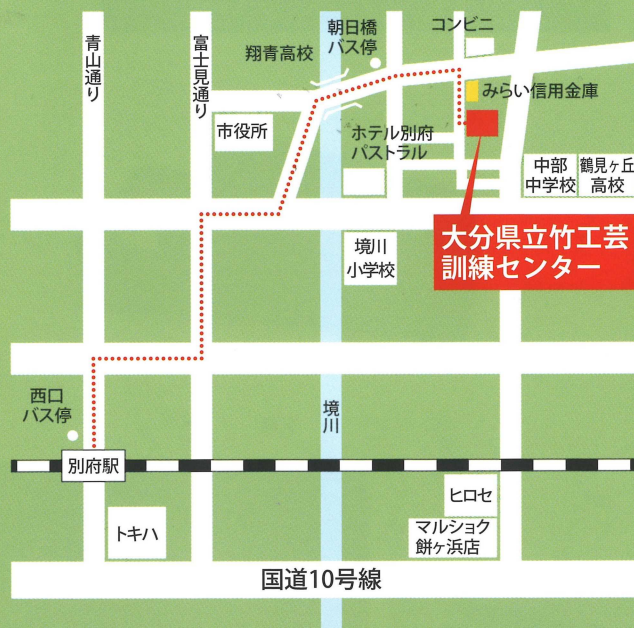 青山通り
富士見通り
翔青高校
朝日橋
バス停
コンビニ
みらい信用金庫
市役所
ホテル別府
パストラル
中部
中学校
鶴見ヶ丘
高校
大分県立竹工芸
訓練センター
境川
小学校
西口
バス停
境川
別府駅
トキハ
ヒロセ
マルショク
餅ヶ浜店
国道10号線